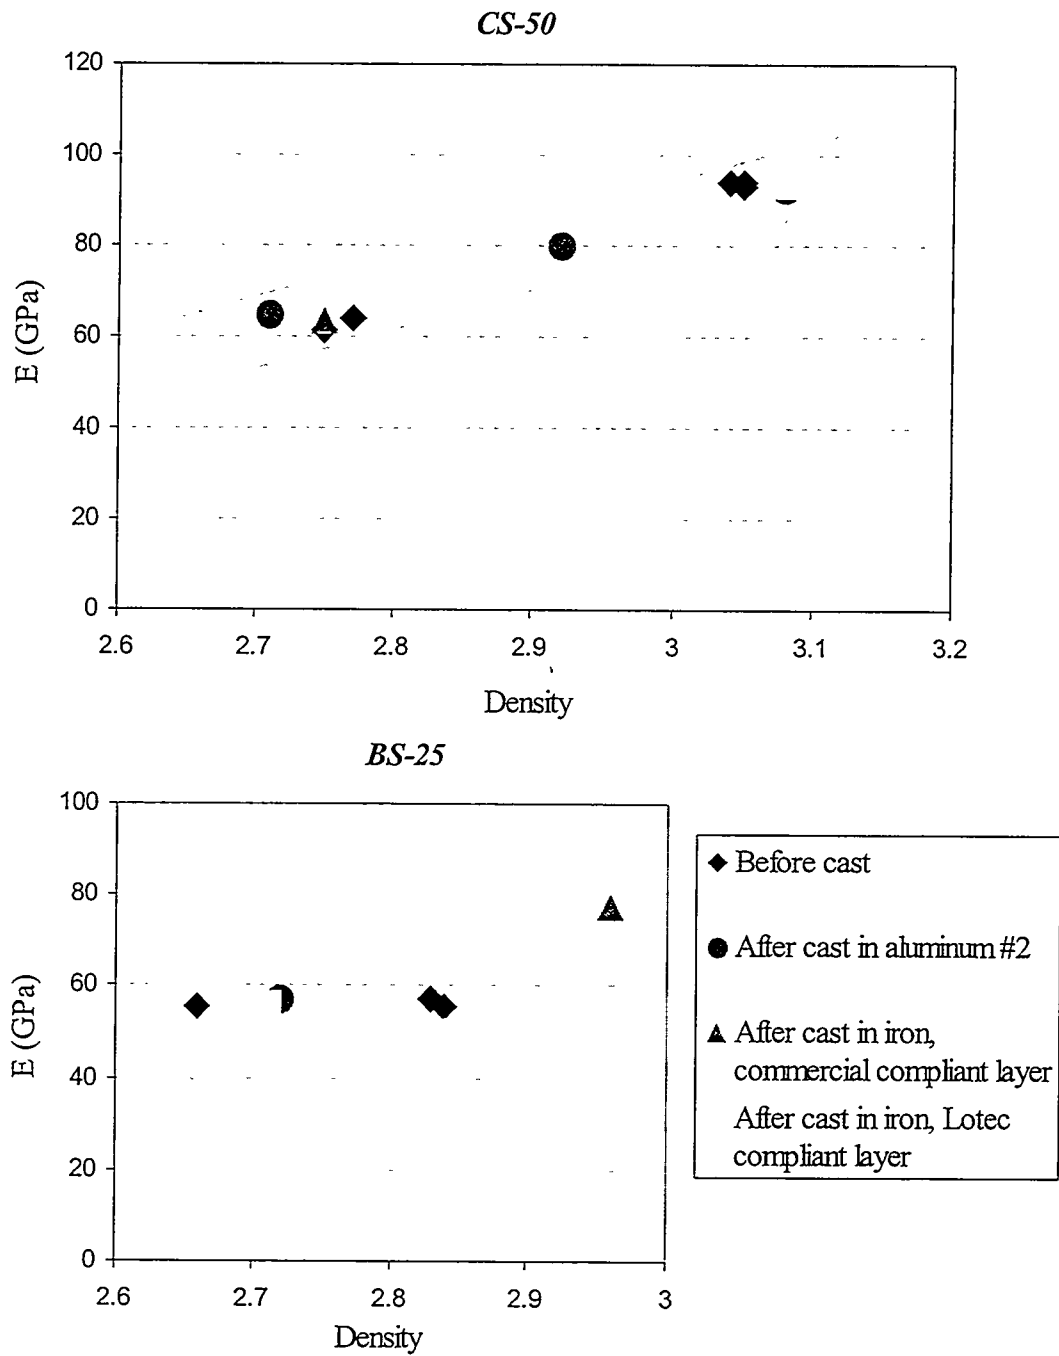 CS-50
120
100
80
60
40
20
0
E (GPa)
2.6 2.7 2.8 2.9 3 3.1 3.2
Density
BS-25
100
80
60
40
20
0
E (GPa)
2.6 2.7 2.8 2.9 3
Density
Before cast
After cast in aluminum #2
After cast in iron,
commercial compliant layer
After cast in iron, Lotec
compliant layer